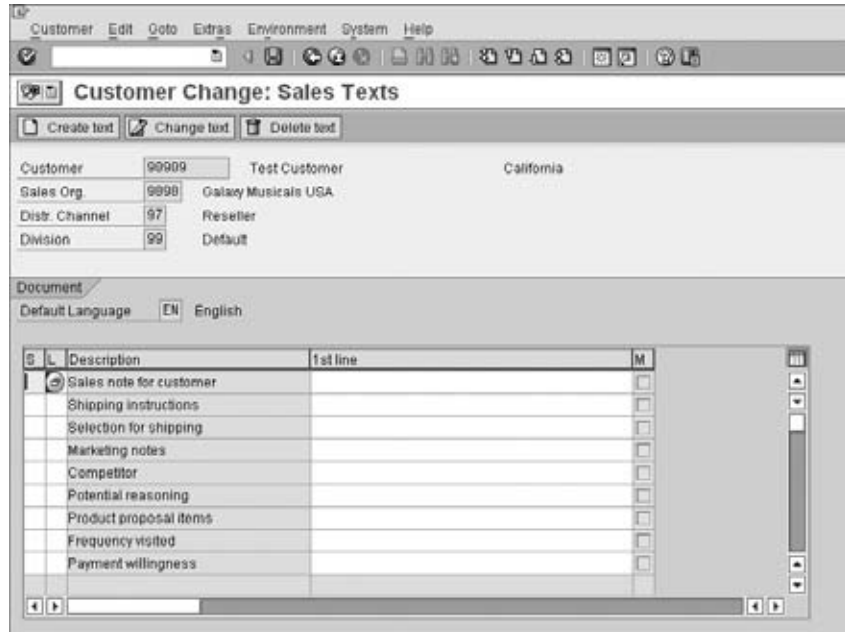 Customer Edit Goto Extras Environment System Help
Customer Change: Sales Texts
Create text Change text Delete text
Customer 90909 Test Customer California
Sales Org. 9898 Galaxy Musicals USA
Distr. Channel 97 Reseller
Division 99 Default
Document
Default Language EN English
S L Description 1st line M
Sales note for customer
Shipping instructions
Selection for shipping
Marketing notes
Competitor
Potential reasoning
Product proposal items
Frequency visited
Payment willingness